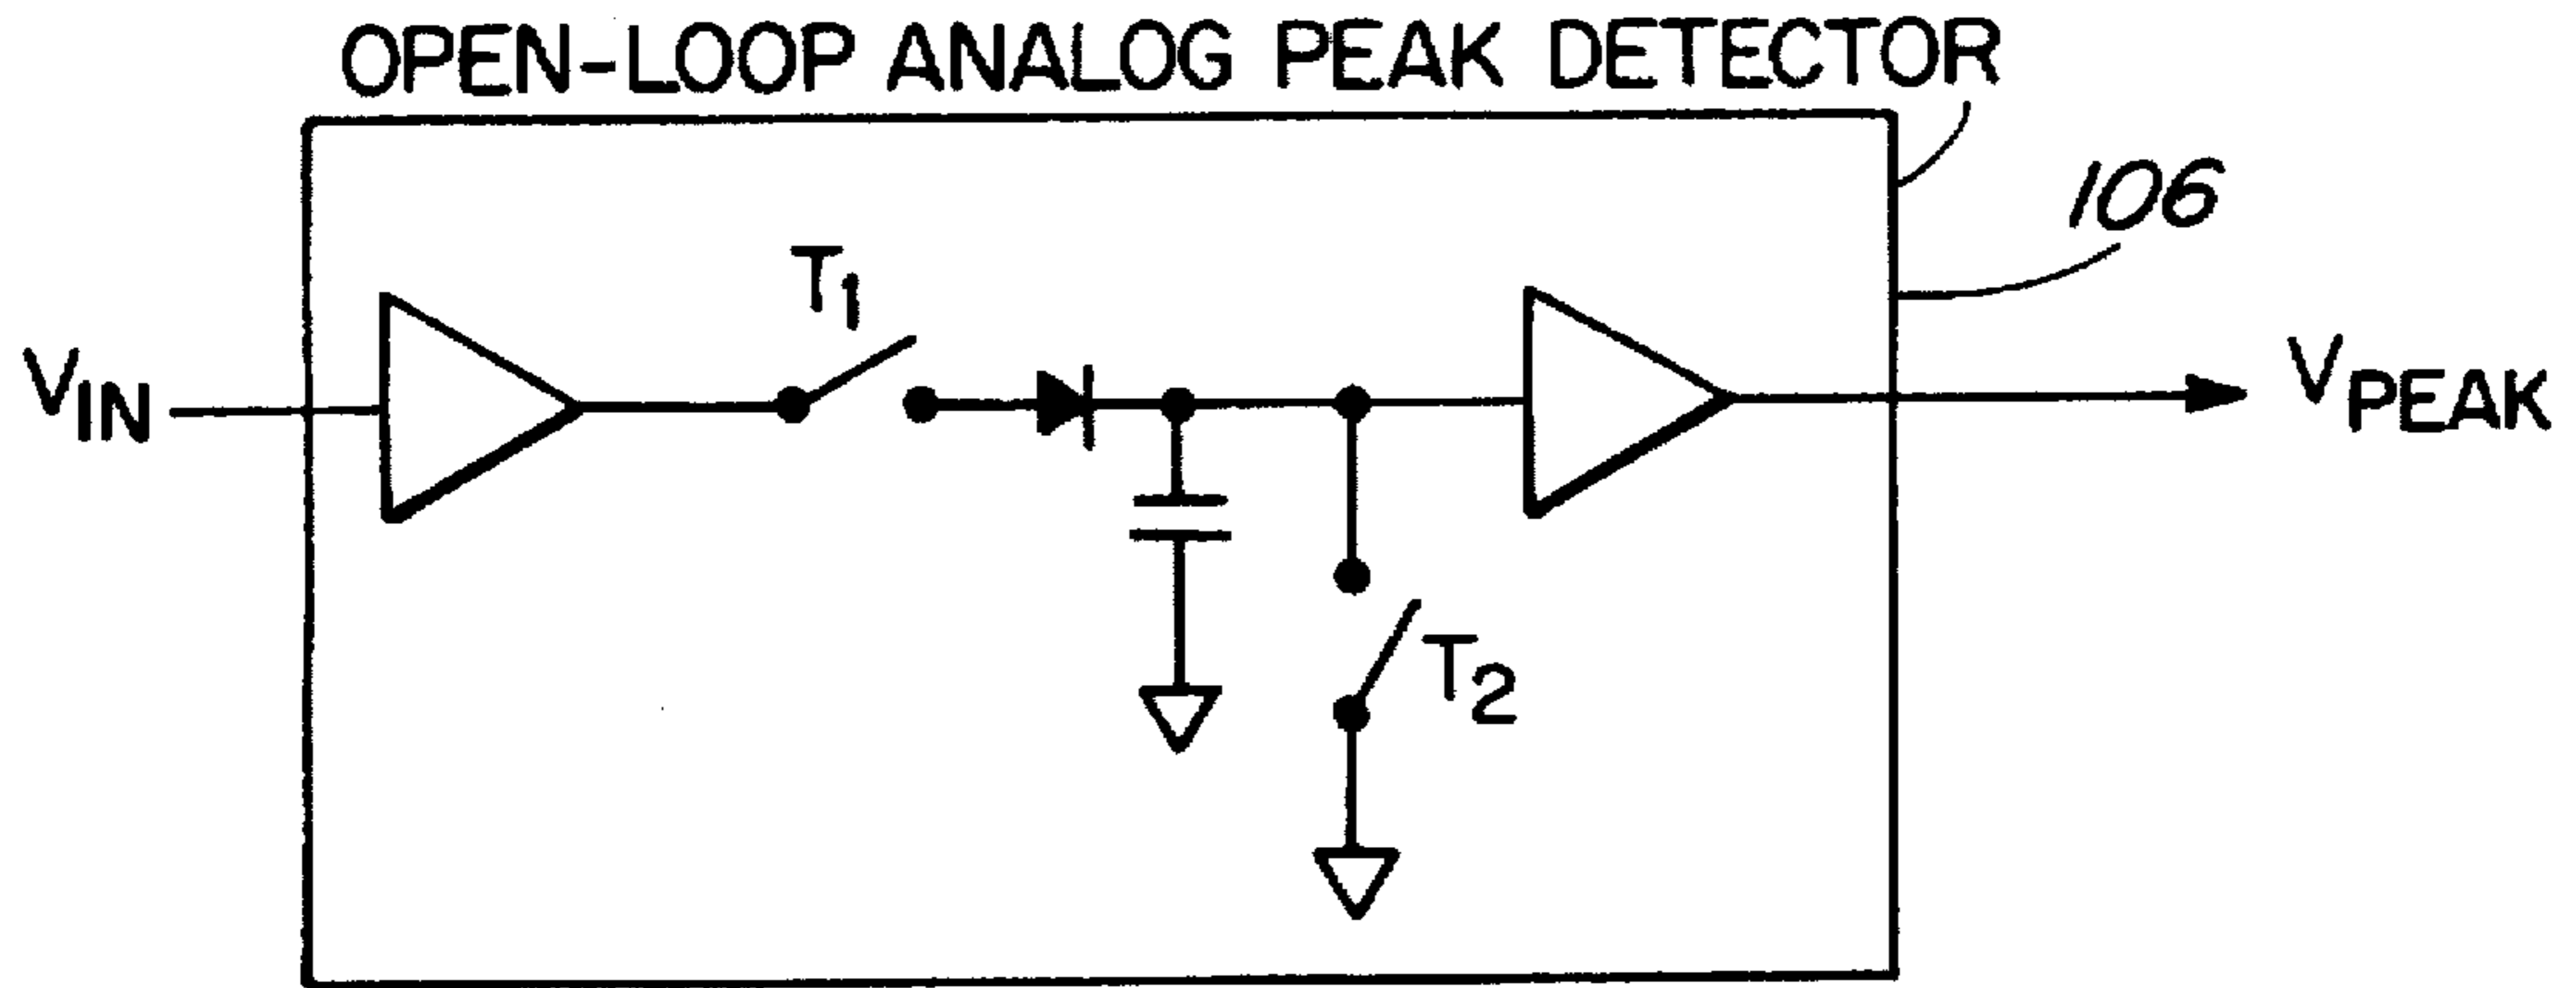 OPEN-LOOP ANALOG PEAK DETECTOR
106
T1
VIN
VPEAK
T2